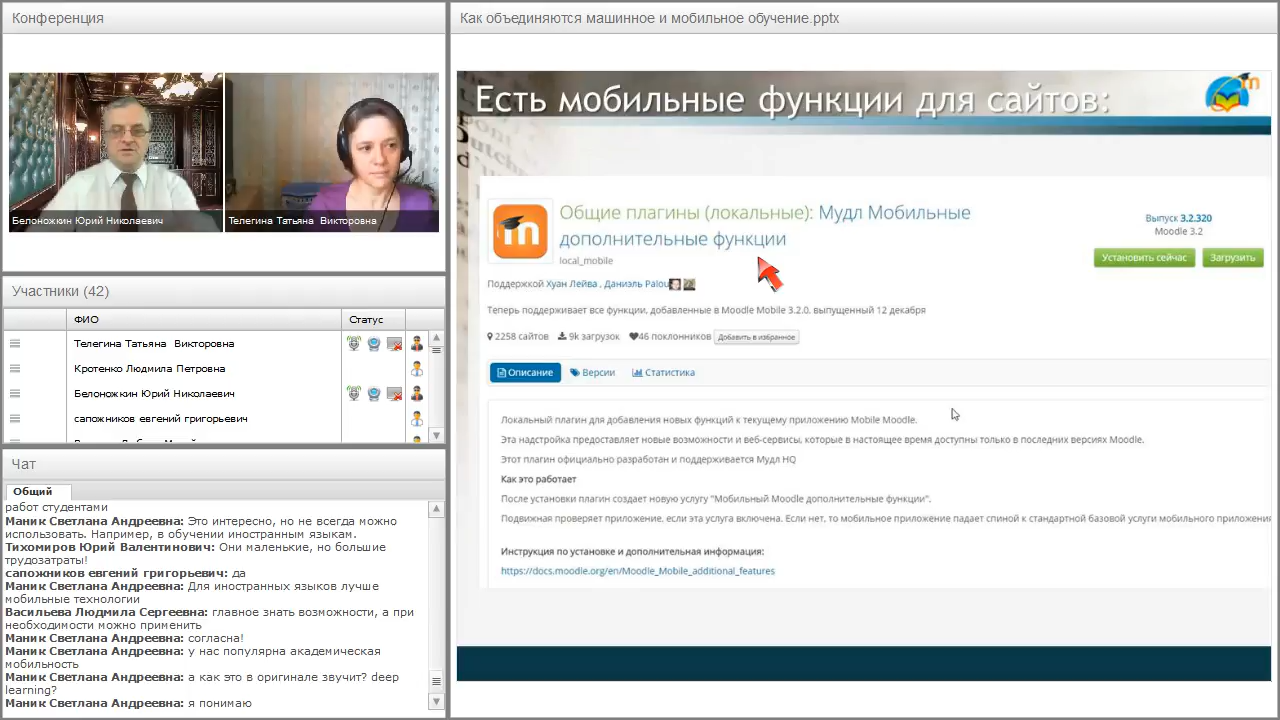 Конференция
Белоножкин Юрий Николаевич
Телегина Татьяна Викторовна
Участники (42)
ФИО
Статус
Телегина Татьяна Викторовна
Кротенко Людмила Петровна
Белоножкин Юрий Николаевич
сапожников евгений григорьевич
Чат
Общий
работ студентами
Маник Светлана Андреевна: Это интересно, но не всегда можно
использовать. Например, в обучении иностранным языкам.
Тихомиров Юрий Валентинович: Они маленькие, но большие
трудозатраты!
сапожников евгений григорьевич: да
Маник Светлана Андреевна: Для иностранных языков лучше
мобильные технологии
Васильева Людмила Сергеевна: главное знать возможности, а при
необходимости можно применить
Маник Светлана Андреевна: согласна!
Маник Светлана Андреевна: у нас популярна академическая
мобильность
Маник Светлана Андреевна: а как это в оригинале звучит? deep
learning?
Маник Светлана Андреевна: я понимаю
Как объединяются машинное и мобильное обучение.pptx
Есть мобильные функции для сайтов:
Общие плагины (локальные): Мудл Мобильные
дополнительные функции
local_mobile
Выпуск 3.2.320
Moodle 3.2
Установить сейчас
Загрузить
Поддержкой Хуан Лейва , Даниэль Palou
Теперь поддерживает все функции, добавленные в Moodle Mobile 3.2.0, выпущенный 12 декабря
2258 сайтов 9k загрузок 46 поклонников Добавить в избранное
Описание Версии Статистика
Локальный плагин для добавления новых функций к текущему приложению Mobile Moodle.
Эта надстройка предоставляет новые возможности и веб-сервисы, которые в настоящее время доступны только в последних версиях Moodle.
Этот плагин официально разработан и поддерживается Мудл HQ
Как это работает
После установки плагин создает новую услугу "Мобильный Moodle дополнительные функции".
Подвижная проверяет приложение, если эта услуга включена. Если нет, то мобильное приложение падает спиной к стандартной базовой услуги мобильного приложения
Инструкция по установке и дополнительная информация:
https://docs.moodle.org/en/Moodle_Mobile_additional_features